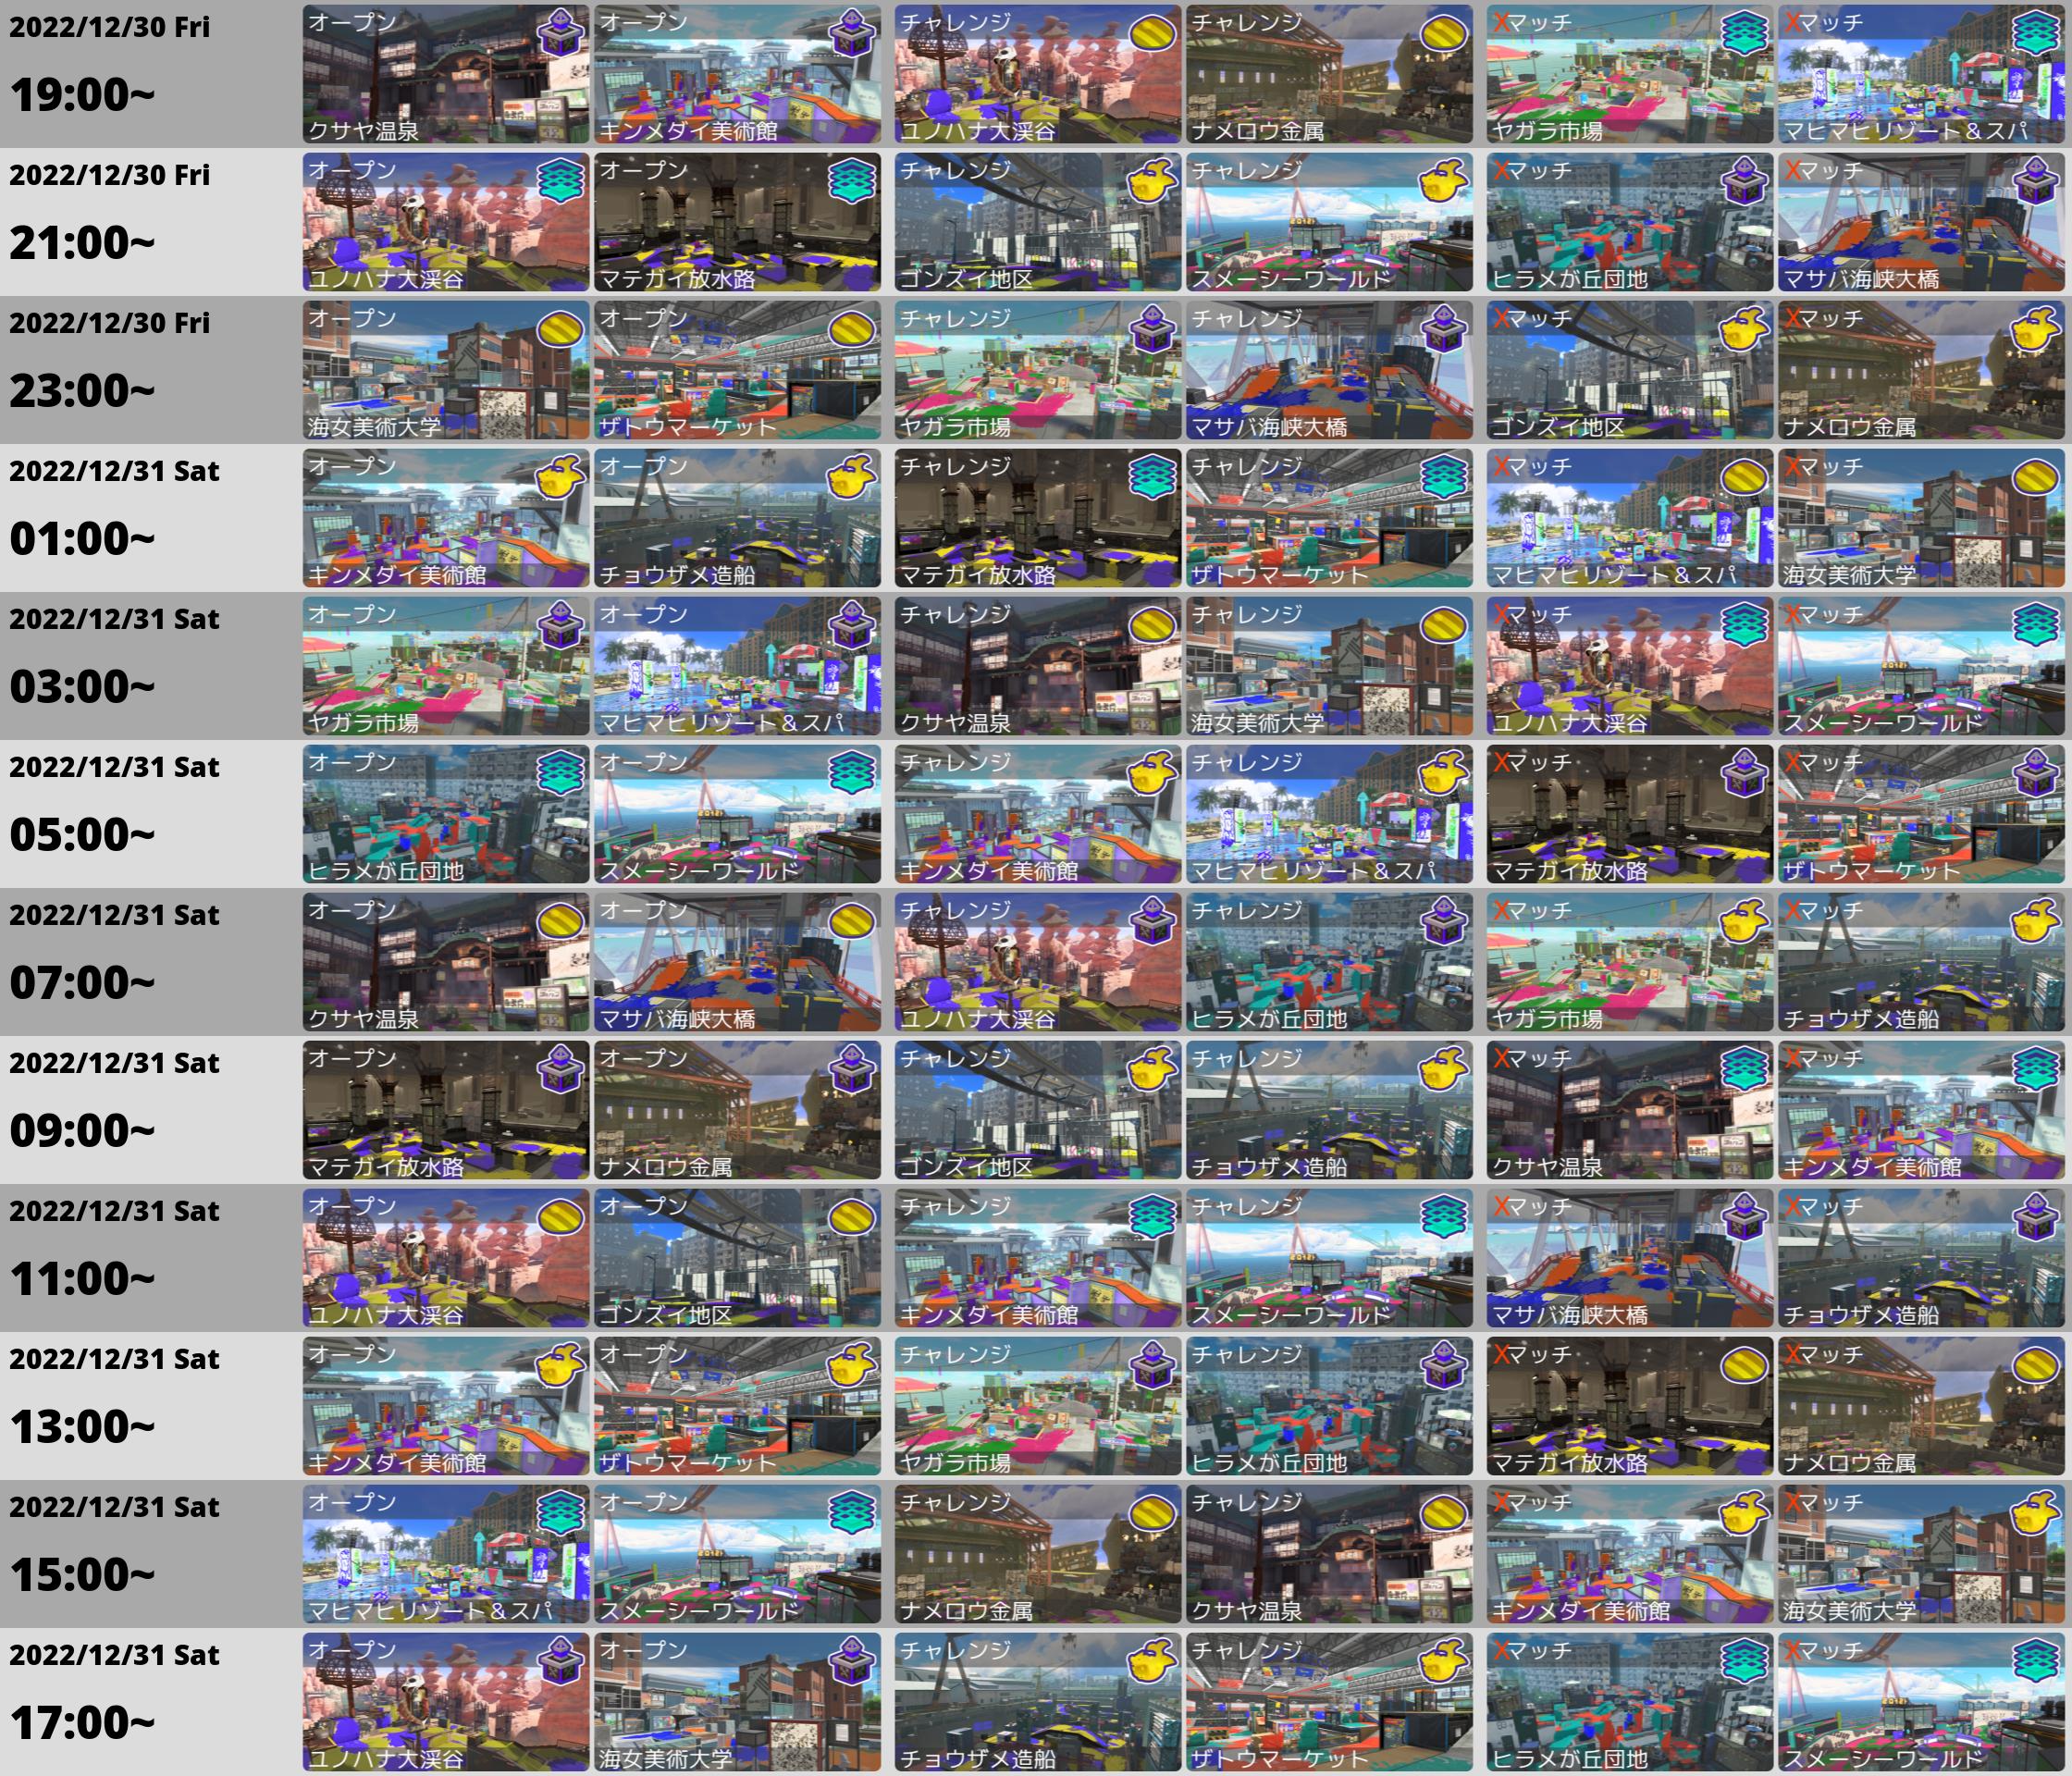 2022/12/30 Fri
19:00~
オープン オープン チャレンジ チャレンジ Xマッチ Xマッチ
クサヤ温泉 キンメダイ美術館 ユノハナ大渓谷 ナメロウ金属 ヤガラ市場 マヒマヒリゾート＆スパ
2022/12/30 Fri
21:00~
オープン オープン チャレンジ チャレンジ Xマッチ Xマッチ
ユノハナ大渓谷 マテガイ放水路 ゴンズイ地区 スメーシーワールド ヒラメが丘団地 マサバ海峡大橋
2022/12/30 Fri
23:00~
オープン オープン チャレンジ チャレンジ Xマッチ Xマッチ
海女美術大学 ザトウマーケット ヤガラ市場 マサバ海峡大橋 ゴンズイ地区 ナメロウ金属
2022/12/31 Sat
01:00~
オープン オープン チャレンジ チャレンジ Xマッチ Xマッチ
キンメダイ美術館 チョウザメ造船 マテガイ放水路 ザトウマーケット マヒマヒリゾート＆スパ 海女美術大学
2022/12/31 Sat
03:00~
オープン オープン チャレンジ チャレンジ Xマッチ Xマッチ
ヤガラ市場 マヒマヒリゾート＆スパ クサヤ温泉 海女美術大学 ユノハナ大渓谷 スメーシーワールド
2022/12/31 Sat
05:00~
オープン オープン チャレンジ チャレンジ Xマッチ Xマッチ
ヒラメが丘団地 スメーシーワールド キンメダイ美術館 マヒマヒリゾート＆スパ マテガイ放水路 ザトウマーケット
2022/12/31 Sat
07:00~
オープン オープン チャレンジ チャレンジ Xマッチ Xマッチ
クサヤ温泉 マサバ海峡大橋 ユノハナ大渓谷 ヒラメが丘団地 ヤガラ市場 チョウザメ造船
2022/12/31 Sat
09:00~
オープン オープン チャレンジ チャレンジ Xマッチ Xマッチ
マテガイ放水路 ナメロウ金属 ゴンズイ地区 チョウザメ造船 クサヤ温泉 キンメダイ美術館
2022/12/31 Sat
11:00~
オープン オープン チャレンジ チャレンジ Xマッチ Xマッチ
ユノハナ大渓谷 ゴンズイ地区 キンメダイ美術館 スメーシーワールド マサバ海峡大橋 チョウザメ造船
2022/12/31 Sat
13:00~
オープン オープン チャレンジ チャレンジ Xマッチ Xマッチ
キンメダイ美術館 ザトウマーケット ヤガラ市場 ヒラメが丘団地 マテガイ放水路 ナメロウ金属
2022/12/31 Sat
15:00~
オープン オープン チャレンジ チャレンジ Xマッチ Xマッチ
マヒマヒリゾート＆スパ スメーシーワールド ナメロウ金属 クサヤ温泉 キンメダイ美術館 海女美術大学
2022/12/31 Sat
17:00~
オープン オープン チャレンジ チャレンジ Xマッチ Xマッチ
ユノハナ大渓谷 海女美術大学 チョウザメ造船 ザトウマーケット ヒラメが丘団地 スメーシーワールド